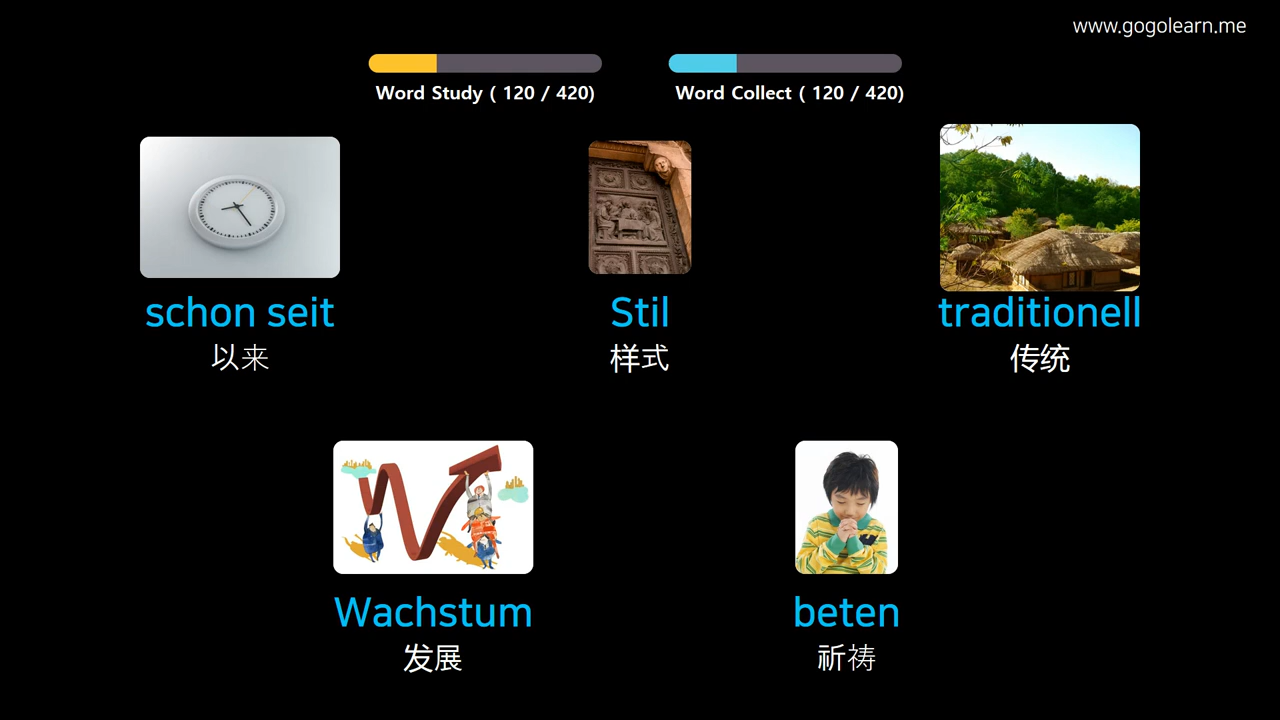 www.gogolearn.me
Word Study ( 120 / 420)
Word Collect ( 120 / 420)
schon seit
以来
Stil
样式
traditionell
传统
Wachstum
发展
beten
祈祷